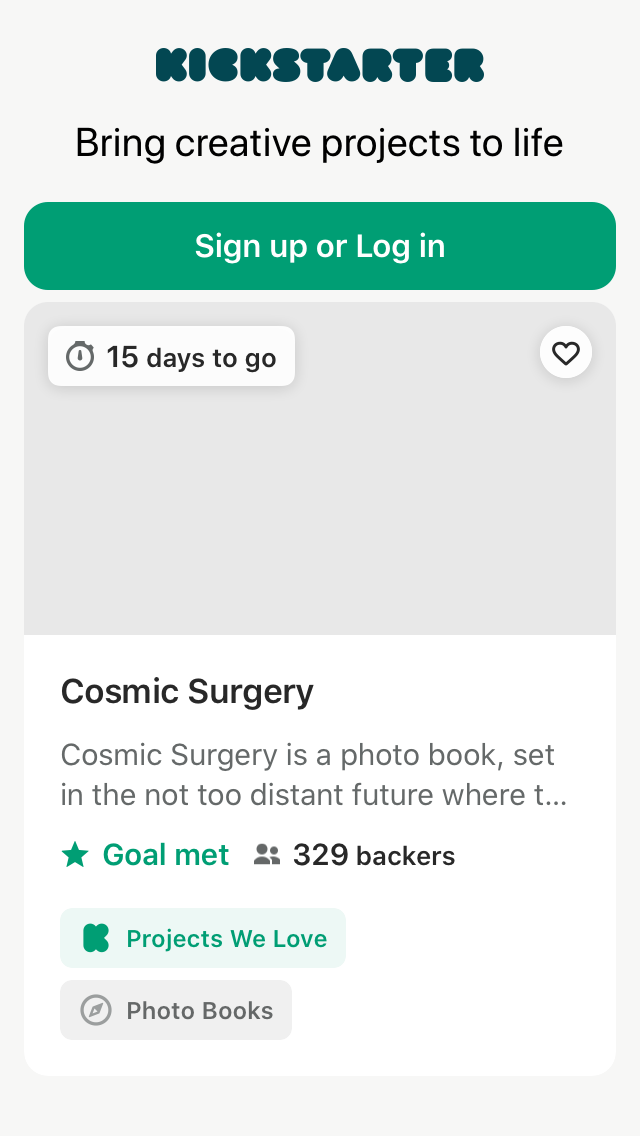 KICKSTARTER
Bring creative projects to life
Sign up or Log in
15 days to go
Cosmic Surgery
Cosmic Surgery is a photo book, set
in the not too distant future where t...
Goal met 329 backers
Projects We Love
Photo Books